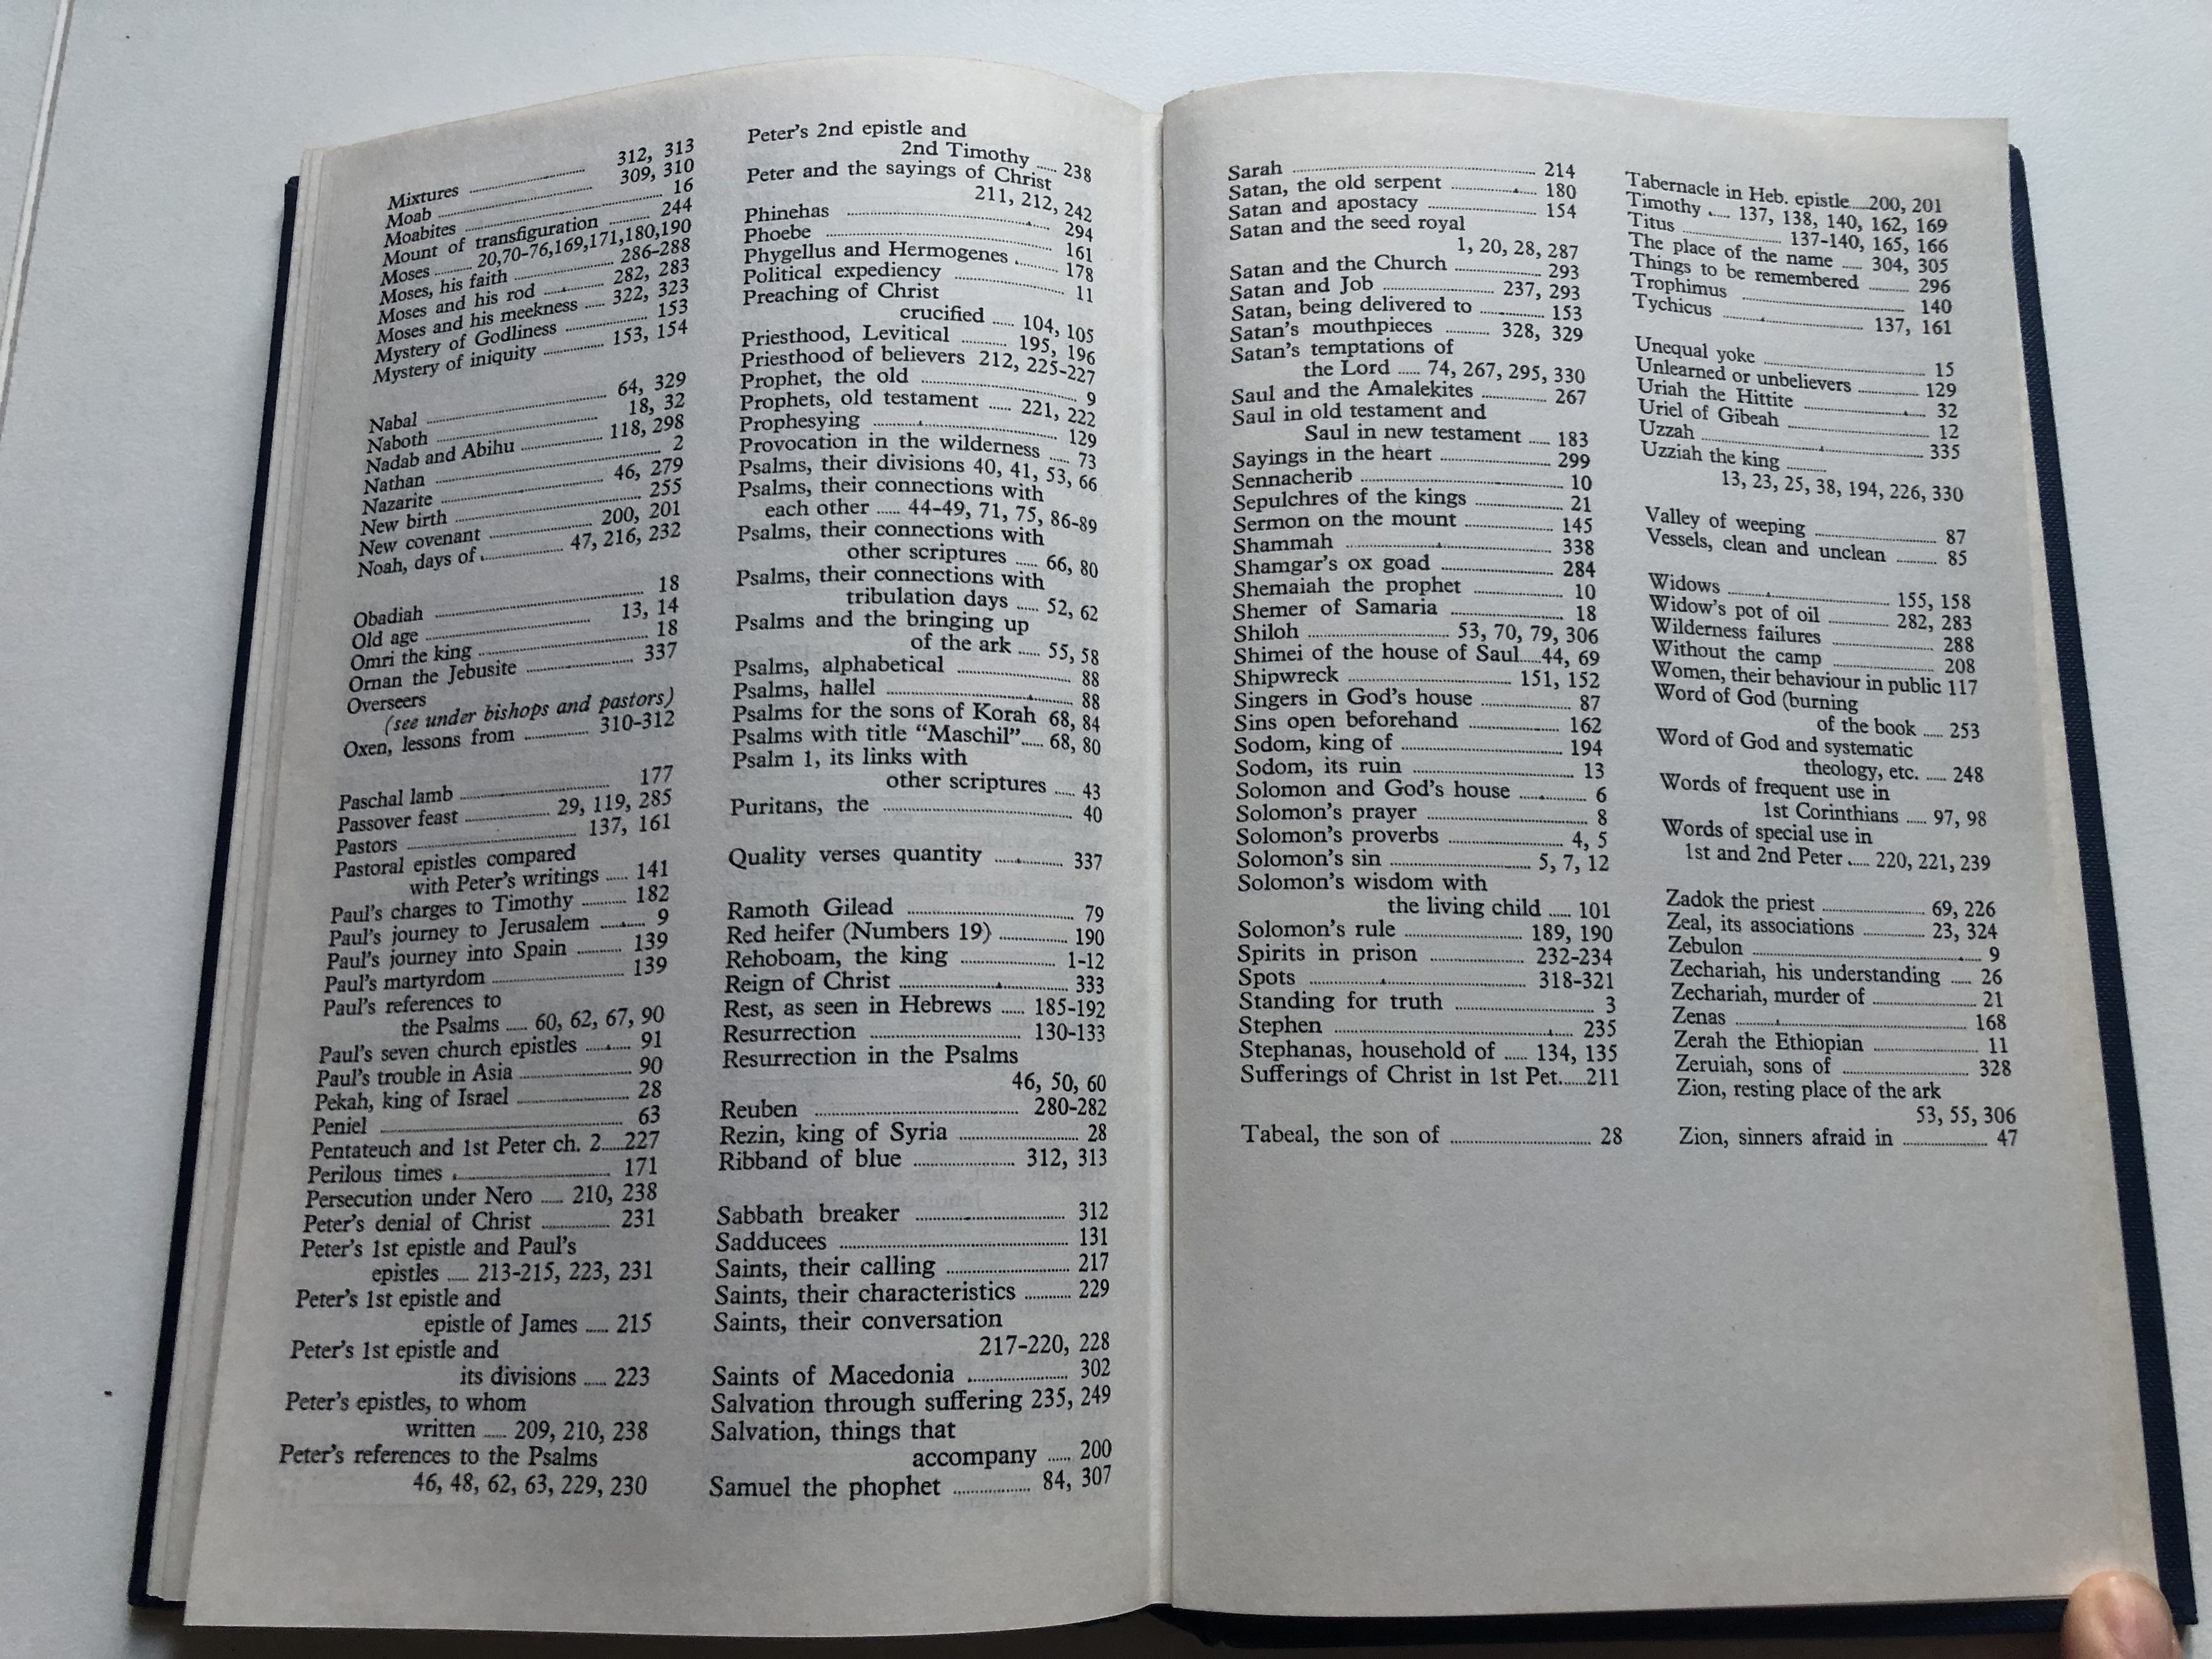 Mixtures ........ 312, 313
Moab ........ 309, 310
Moabites ........ 16
Mount of transfiguration ........ 244
Moses ........ 20,70-76,169,171,180,190
Moses, his faith ........ 286-288
Moses and his rod ........ 282, 283
Moses and his meekness ..... 322, 323
Mystery of Godliness ........ 153
Mystery of iniquity ........ 153, 154
Nabal ........ 64, 329
Naboth ........ 18, 32
Nadab and Abihu ........ 118, 298
Nathan ........ 2
Nazarite ........ 46, 279
New birth ........ 255
New covenant ........ 200, 201
Noah, days of ........ 47, 216, 232
Obadiah ........ 18
Old age ........ 13, 14
Omri the king ........ 18
Ornan the Jebusite ........ 337
Overseers
(see under bishops and pastors)
Oxen, lessons from ........ 310-312
Paschal lamb ........ 177
Passover feast ........ 29, 119, 285
Pastors ........ 137, 161
Pastoral epistles compared
with Peter's writings ..... 141
Paul's charges to Timothy ........ 182
Paul's journey to Jerusalem ........ 9
Paul's journey into Spain ........ 139
Paul's martyrdom ........ 139
Paul's references to
the Psalms ..... 60, 62, 67, 90
Paul's seven church epistles ........ 91
Paul's trouble in Asia ........ 90
Pekah, king of Israel ........ 28
Peniel ........ 63
Pentateuch and 1st Peter ch. 2.....227
Perilous times ........ 171
Persecution under Nero ..... 210, 238
Peter's denial of Christ ........ 231
Peter's 1st epistle and Paul's
epistles ..... 213-215, 223, 231
Peter's 1st epistle and
epistle of James ..... 215
Peter's 1st epistle and
its divisions ..... 223
Peter's epistles, to whom
written ..... 209, 210, 238
Peter's references to the Psalms
46, 48, 62, 63, 229, 230
Peter's 2nd epistle and
2nd Timothy ..... 238
Peter and the sayings of Christ
211, 212, 242
Phinehas ........ 294
Phoebe ........ 161
Phygellus and Hermogenes ........ 178
Political expediency ........ 11
Preaching of Christ
crucified ..... 104, 105
Priesthood, Levitical ........ 195, 196
Priesthood of believers 212, 225-227
Prophet, the old ........ 9
Prophets, old testament ..... 221, 222
Prophesying ........ 129
Provocation in the wilderness ..... 73
Psalms, their divisions 40, 41, 53, 66
Psalms, their connections with
each other ..... 44-49, 71, 75, 86-89
Psalms, their connections with
other scriptures ..... 66, 80
Psalms, their connections with
tribulation days ..... 52, 62
Psalms and the bringing up
of the ark ..... 55, 58
Psalms, alphabetical ........ 88
Psalms, hallel ........ 88
Psalms for the sons of Korah 68, 84
Psalms with title "Maschil"..... 68, 80
Psalm 1, its links with
other scriptures ..... 43
Puritans, the ........ 40
Quality verses quantity ........ 337
Ramoth Gilead ........ 79
Red heifer (Numbers 19) ........ 190
Rehoboam, the king ........ 1-12
Reign of Christ ........ 333
Rest, as seen in Hebrews ..... 185-192
Resurrection ........ 130-133
Resurrection in the Psalms
46, 50, 60
Reuben ........ 280-282
Rezin, king of Syria ........ 28
Ribband of blue ........ 312, 313
Sabbath breaker ........ 312
Sadducees ........ 131
Saints, their calling ........ 217
Saints, their characteristics ........ 229
Saints, their conversation
217-220, 228
Saints of Macedonia ........ 302
Salvation through suffering 235, 249
Salvation, things that
accompany ..... 200
Samuel the phophet ........ 84, 307
Sarah ........ 214
Satan, the old serpent ........ 180
Satan and apostacy ........ 154
Satan and the seed royal
1, 20, 28, 287
Satan and the Church ........ 293
Satan and Job ........ 237, 293
Satan, being delivered to ........ 153
Satan's mouthpieces ........ 328, 329
Satan's temptations of
the Lord ..... 74, 267, 295, 330
Saul and the Amalekites ........ 267
Saul in old testament and
Saul in new testament ..... 183
Sayings in the heart ........ 299
Sennacherib ........ 10
Sepulchres of the kings ........ 21
Sermon on the mount ........ 145
Shammah ........ 338
Shamgar's ox goad ........ 284
Shemaiah the prophet ........ 10
Shemer of Samaria ........ 18
Shiloh ........ 53, 70, 79, 306
Shimei of the house of Saul.....44, 69
Shipwreck ........ 151, 152
Singers in God's house ........ 87
Sins open beforehand ........ 162
Sodom, king of ........ 194
Sodom, its ruin ........ 13
Solomon and God's house ........ 6
Solomon's prayer ........ 8
Solomon's proverbs ........ 4, 5
Solomon's sin ........ 5, 7, 12
Solomon's wisdom with
the living child ..... 101
Solomon's rule ........ 189, 190
Spirits in prison ........ 232-234
Spots ........ 318-321
Standing for truth ........ 3
Stephen ........ 235
Stephanas, household of ..... 134, 135
Sufferings of Christ in 1st Pet.....211
Tabeal, the son of ........ 28
Tabernacle in Heb. epistle....200, 201
Timothy ..... 137, 138, 140, 162, 169
Titus ........ 137-140, 165, 166
The place of the name ..... 304, 305
Things to be remembered ........ 296
Trophimus ........ 140
Tychicus ........ 137, 161
Unequal yoke ........ 15
Unlearned or unbelievers ........ 129
Uriah the Hittite ........ 32
Uriel of Gibeah ........ 12
Uzzah ........ 335
Uzziah the king ........
13, 23, 25, 38, 194, 226, 330
Valley of weeping ........ 87
Vessels, clean and unclean ........ 85
Widows ........ 155, 158
Widow's pot of oil ........ 282, 283
Wilderness failures ........ 288
Without the camp ........ 208
Women, their behaviour in public 117
Word of God (burning
of the book ..... 253
Word of God and systematic
theology, etc. ..... 248
Words of frequent use in
1st Corinthians ..... 97, 98
Words of special use in
1st and 2nd Peter ..... 220, 221, 239
Zadok the priest ........ 69, 226
Zeal, its associations ........ 23, 324
Zebulon ........ 9
Zechariah, his understanding ..... 26
Zechariah, murder of ........ 21
Zenas ........ 168
Zerah the Ethiopian ........ 11
Zeruiah, sons of ........ 328
Zion, resting place of the ark
53, 55, 306
Zion, sinners afraid in ........ 47